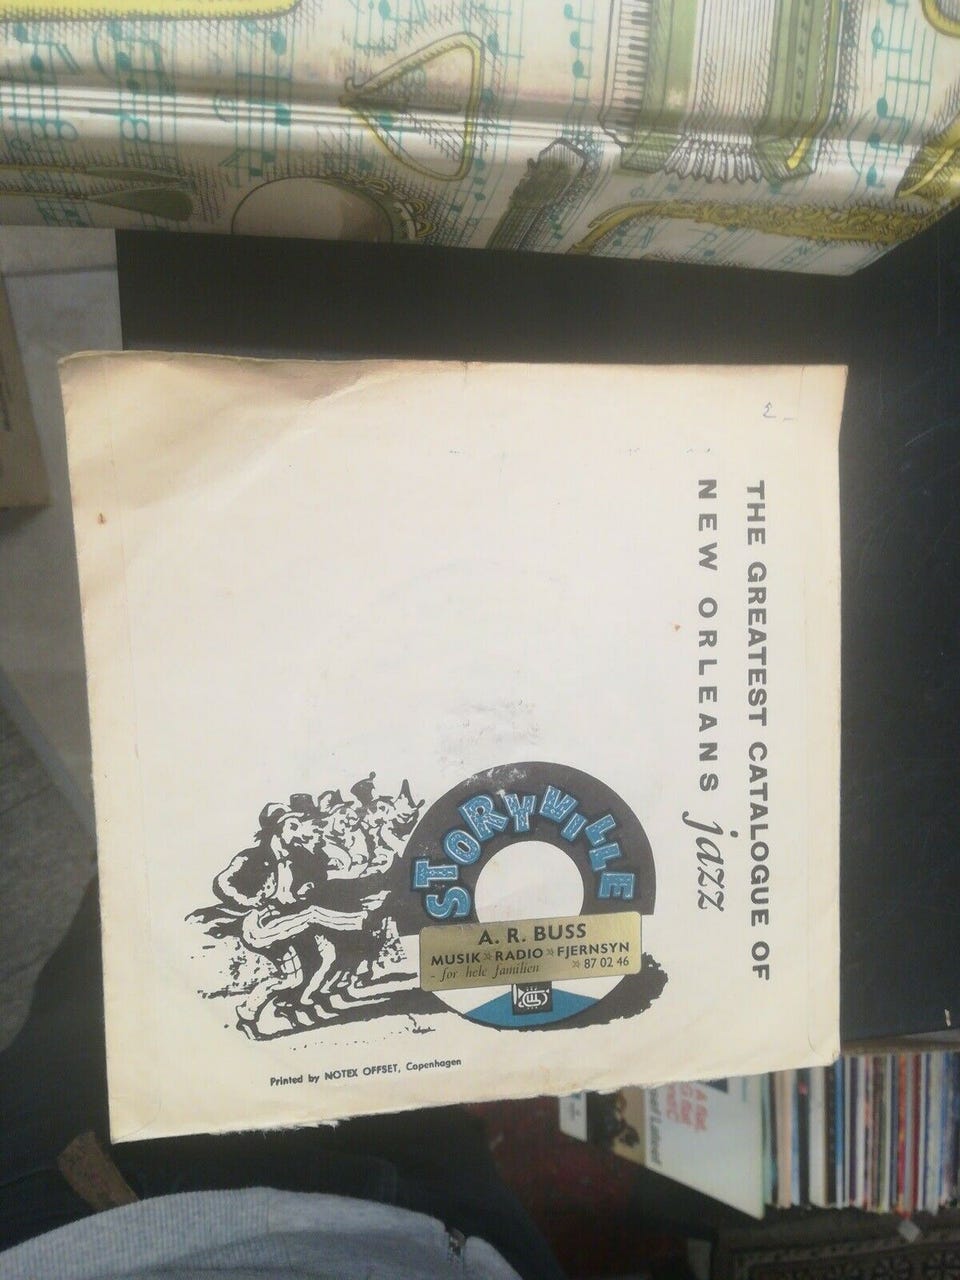 THE GREATEST CATALOGUE OF
NEW ORLEANS jazz
STORYVILLE
A. R. BUSS
MUSIK » RADIO » FJERNSYN
- for hele familien » 87 02 46
Printed by NOTEX OFFSET, Copenhagen